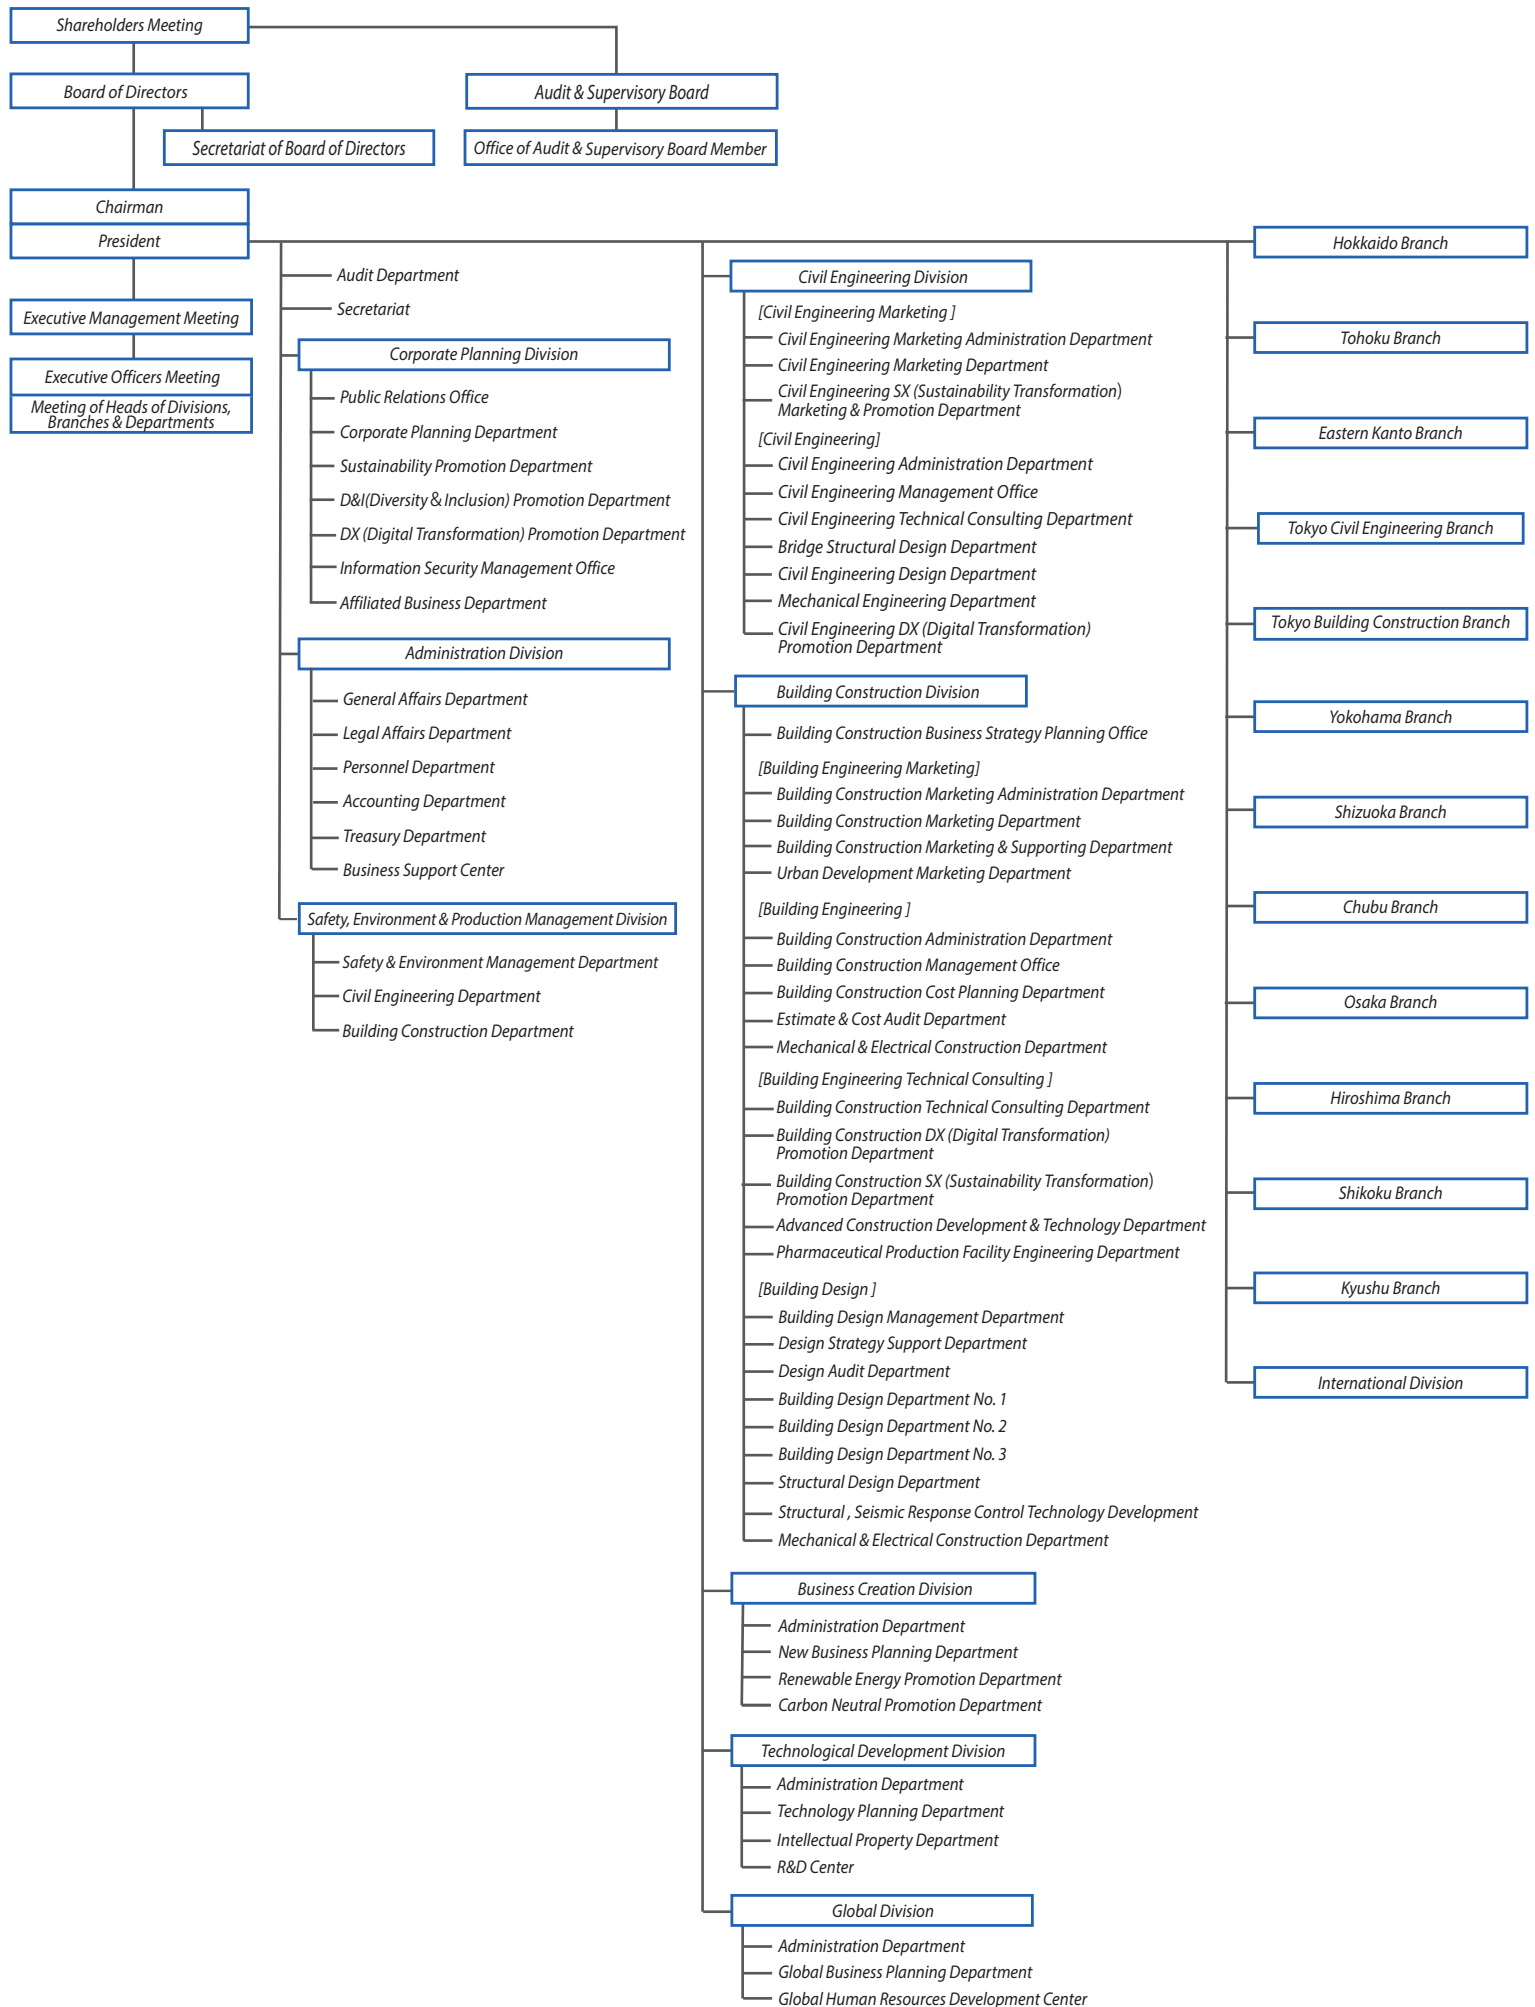 Shareholders Meeting
Board of Directors
Audit & Supervisory Board
Secretariat of Board of Directors
Office of Audit & Supervisory Board Member
Chairman
President
Executive Management Meeting
Executive Officers Meeting
Meeting of Heads of Divisions,
Branches & Departments
Audit Department
Secretariat
Corporate Planning Division
Public Relations Office
Corporate Planning Department
Sustainability Promotion Department
D&I(Diversity & Inclusion) Promotion Department
DX (Digital Transformation) Promotion Department
Information Security Management Office
Affiliated Business Department
Administration Division
General Affairs Department
Legal Affairs Department
Personnel Department
Accounting Department
Treasury Department
Business Support Center
Safety, Environment & Production Management Division
Safety & Environment Management Department
Civil Engineering Department
Building Construction Department
Civil Engineering Division
[Civil Engineering Marketing ]
Civil Engineering Marketing Administration Department
Civil Engineering Marketing Department
Civil Engineering SX (Sustainability Transformation)
Marketing & Promotion Department
[Civil Engineering]
Civil Engineering Administration Department
Civil Engineering Management Office
Civil Engineering Technical Consulting Department
Bridge Structural Design Department
Civil Engineering Design Department
Mechanical Engineering Department
Civil Engineering DX (Digital Transformation)
Promotion Department
Building Construction Division
Building Construction Business Strategy Planning Office
[Building Engineering Marketing]
Building Construction Marketing Administration Department
Building Construction Marketing Department
Building Construction Marketing & Supporting Department
Urban Development Marketing Department
[Building Engineering ]
Building Construction Administration Department
Building Construction Management Office
Building Construction Cost Planning Department
Estimate & Cost Audit Department
Mechanical & Electrical Construction Department
[Building Engineering Technical Consulting ]
Building Construction Technical Consulting Department
Building Construction DX (Digital Transformation)
Promotion Department
Building Construction SX (Sustainability Transformation)
Promotion Department
Advanced Construction Development & Technology Department
Pharmaceutical Production Facility Engineering Department
[Building Design ]
Building Design Management Department
Design Strategy Support Department
Design Audit Department
Building Design Department No. 1
Building Design Department No. 2
Building Design Department No. 3
Structural Design Department
Structural , Seismic Response Control Technology Development
Mechanical & Electrical Construction Department
Business Creation Division
Administration Department
New Business Planning Department
Renewable Energy Promotion Department
Carbon Neutral Promotion Department
Technological Development Division
Administration Department
Technology Planning Department
Intellectual Property Department
R&D Center
Global Division
Administration Department
Global Business Planning Department
Global Human Resources Development Center
Hokkaido Branch
Tohoku Branch
Eastern Kanto Branch
Tokyo Civil Engineering Branch
Tokyo Building Construction Branch
Yokohama Branch
Shizuoka Branch
Chubu Branch
Osaka Branch
Hiroshima Branch
Shikoku Branch
Kyushu Branch
International Division